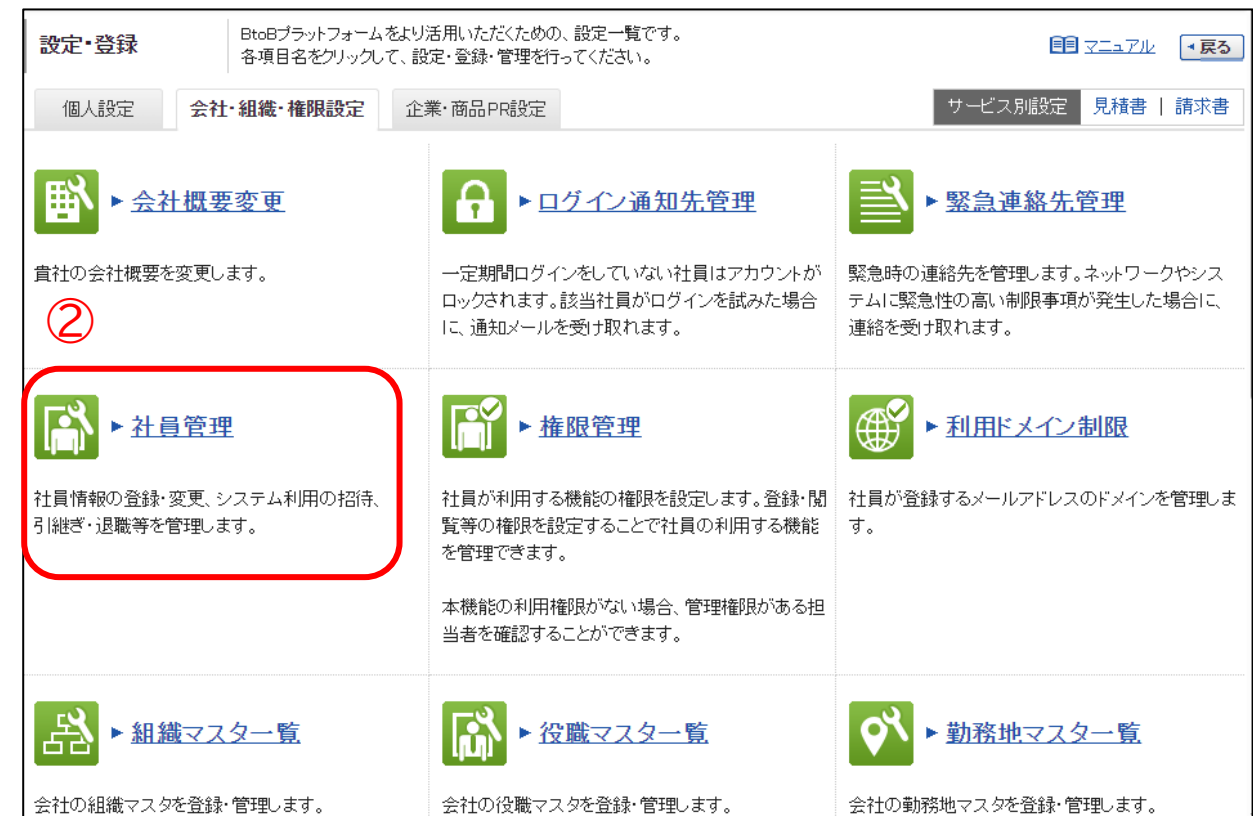 設定・登録
BtoBプラットフォームをより活用いただくための、設定一覧です。
各項目名をクリックして、設定・登録・管理を行ってください。
マニュアル
戻る
個人設定
会社・組織・権限設定
企業・商品PR設定
サービス別設定
見積書 | 請求書
会社概要変更
貴社の会社概要を変更します。
②
ログイン通知先管理
一定期間ログインをしていない社員はアカウントが
ロックされます。該当社員がログインを試みた場合
に、通知メールを受け取れます。
緊急連絡先管理
緊急時の連絡先を管理します。ネットワークやシス
テムに緊急性の高い制限事項が発生した場合に、
連絡を受け取れます。
社員管理
社員情報の登録・変更、システム利用の招待、
引継ぎ・退職等を管理します。
権限管理
社員が利用する機能の権限を設定します。登録・閲
覧等の権限を設定することで社員の利用する機能
を管理できます。
本機能の利用権限がない場合、管理権限がある担
当者を確認することができます。
利用ドメイン制限
社員が登録するメールアドレスのドメインを管理しま
す。
組織マスター覧
会社の組織マスタを登録・管理します。
役職マスター覧
会社の役職マスタを登録・管理します。
勤務地マスター覧
会社の勤務地マスタを登録・管理します。